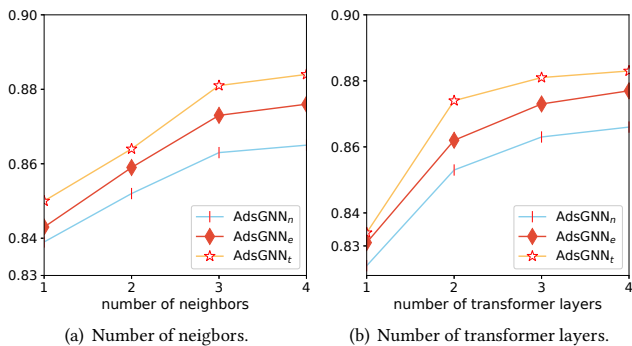 0.90
0.88
0.86
0.84
0.83
1
2
3
4
number of neighbors
AdsGNNn
AdsGNNe
AdsGNNt
(a) Number of neigbors.
0.90
0.88
0.86
0.84
0.83
1
2
3
4
number of transformer layers
AdsGNNn
AdsGNNe
AdsGNNt
(b) Number of transformer layers.